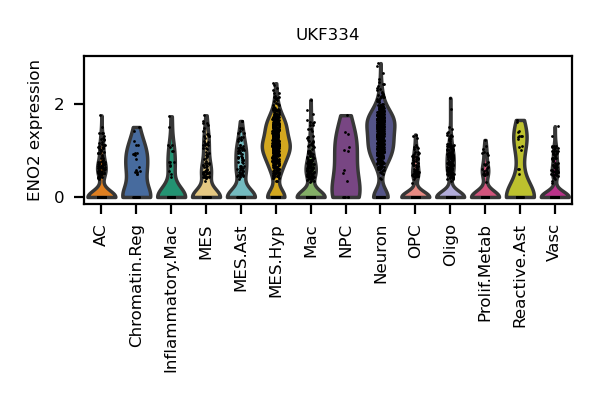 UKF334
ENO2 expression
2
0
AC
Chromatin.Reg
Inflammatory.Mac
MES
MES.Ast
MES.Hyp
Mac
NPC
Neuron
OPC
Oligo
Prolif.Metab
Reactive.Ast
Vasc